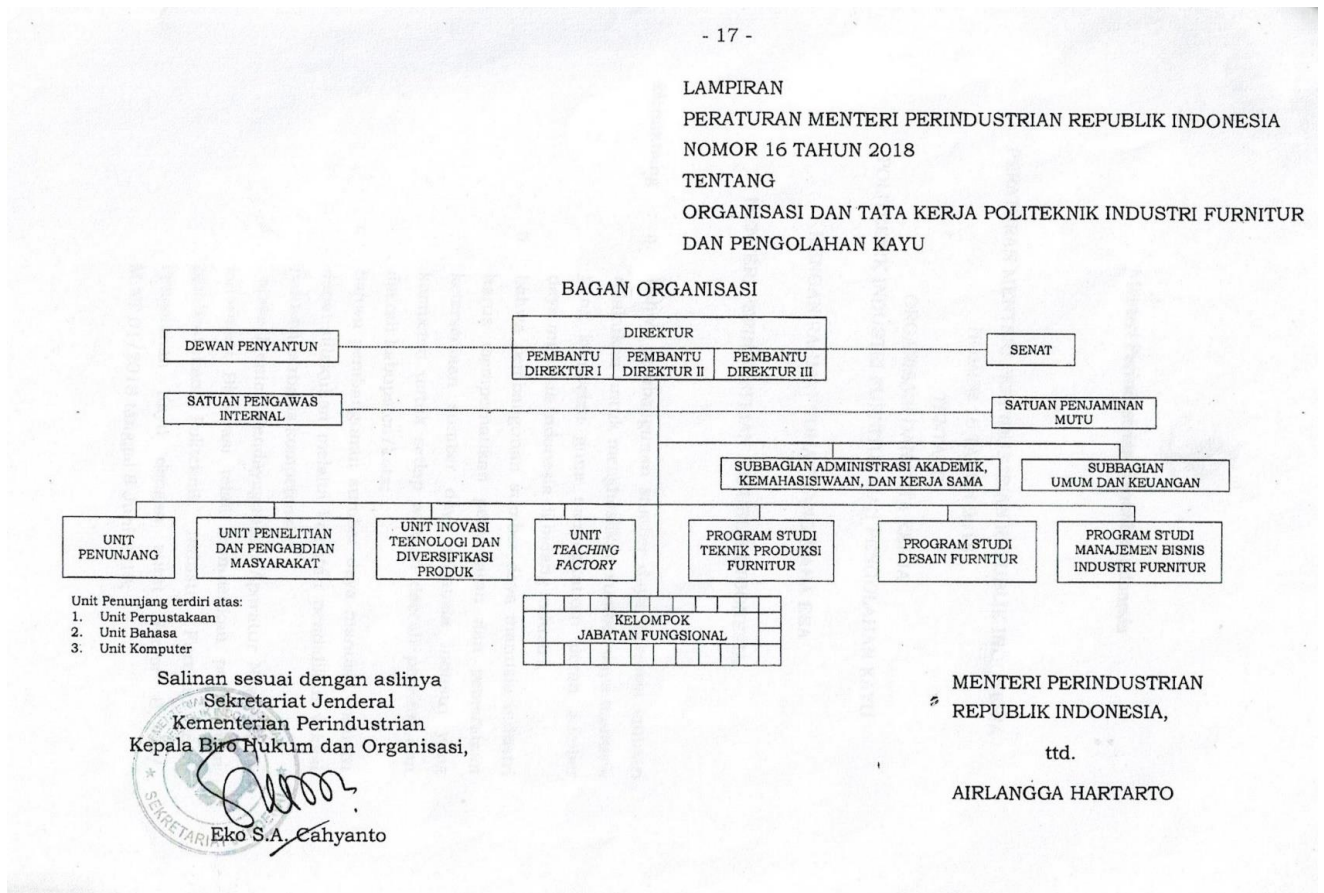 - 17 -
LAMPIRAN
PERATURAN MENTERI PERINDUSTRIAN REPUBLIK INDONESIA
NOMOR 16 TAHUN 2018
TENTANG
ORGANISASI DAN TATA KERJA POLITEKNIK INDUSTRI FURNITUR
DAN PENGOLAHAN KAYU
BAGAN ORGANISASI
DEWAN PENYANTUN
DIREKTUR
PEMBANTU
DIREKTUR I
PEMBANTU
DIREKTUR II
PEMBANTU
DIREKTUR III
SENAT
SATUAN PENGAWAS
INTERNAL
SATUAN PENJAMINAN
MUTU
SUBBAGIAN ADMINISTRASI AKADEMIK,
KEMAHASISIWAAN, DAN KERJA SAMA
SUBBAGIAN
UMUM DAN KEUANGAN
UNIT
PENUNJANG
UNIT PENELITIAN
DAN PENGABDIAN
MASYARAKAT
UNIT INOVASI
TEKNOLOGI DAN
DIVERSIFIKASI
PRODUK
UNIT
TEACHING
FACTORY
PROGRAM STUDI
TEKNIK PRODUKSI
FURNITUR
PROGRAM STUDI
DESAIN FURNITUR
PROGRAM STUDI
MANAJEMEN BISNIS
INDUSTRI FURNITUR
Unit Penunjang terdiri atas:
1. Unit Perpustakaan
2. Unit Bahasa
3. Unit Komputer
KELOMPOK
JABATAN FUNGSIONAL
Salinan sesuai dengan aslinya
Sekretariat Jenderal
Kementerian Perindustrian
Kepala Biro Hukum dan Organisasi,
Eko S.A. Cahyanto
MENTERI PERINDUSTRIAN
REPUBLIK INDONESIA,
ttd.
AIRLANGGA HARTARTO